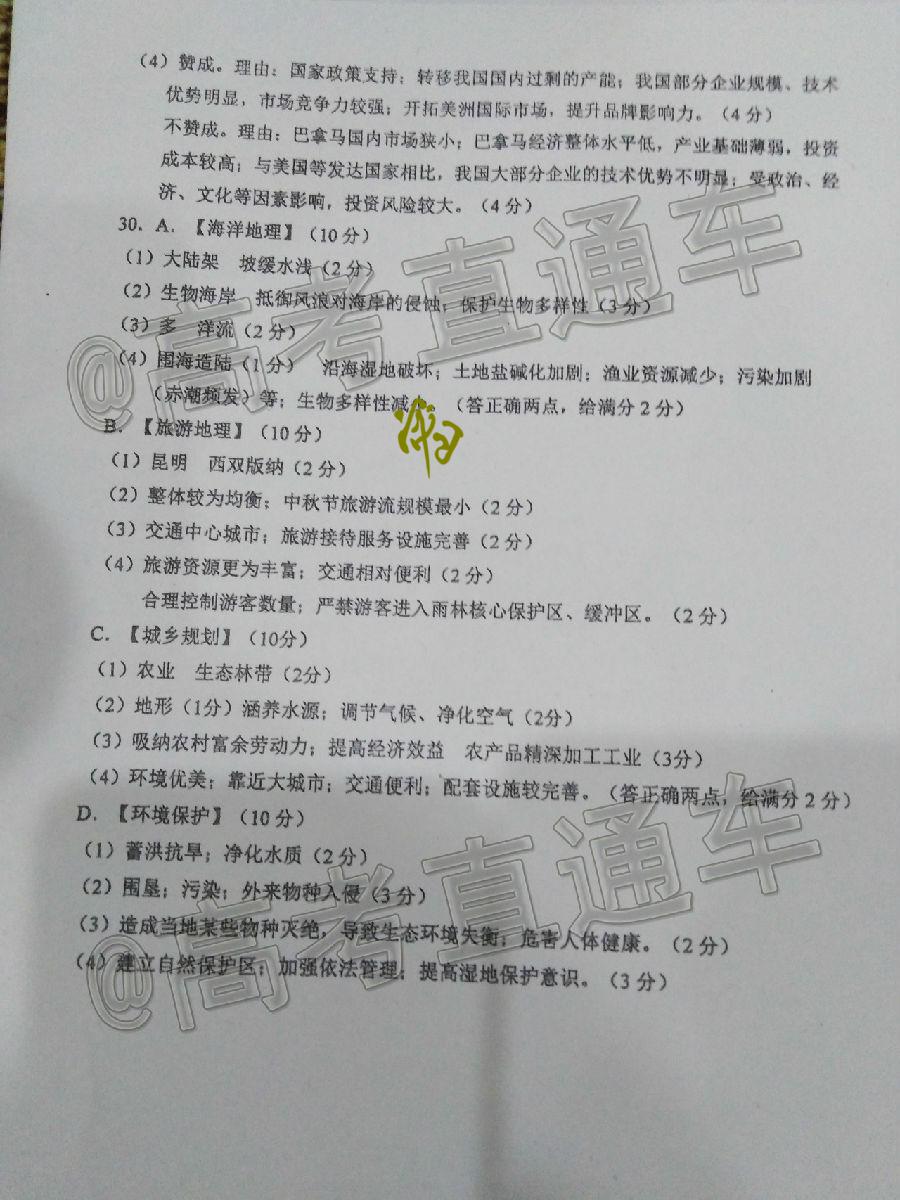 （4）赞成。理由：国家政策支持；转移我国国内过剩的产能；我国部分企业规模、技术
优势明显，市场竞争力较强；开拓美洲国际市场，提升品牌影响力。（4分）
不赞成。理由：巴拿马国内市场狭小；巴拿马经济整体水平低，产业基础薄弱，投资
成本较高；与美国等发达国家相比，我国大部分企业的技术优势不明显；受政治、经
济、文化等因素影响，投资风险较大。（4分）
30. A. 【海洋地理】（10分）
（1）大陆架 坡缓水浅（2分）
（2）生物海岸 抵御风浪对海岸的侵蚀；保护生物多样性（3分）
（3）多 洋流（2分）
（4）围海造陆（1分） 沿海湿地破坏；土地盐碱化加剧；渔业资源减少；污染加剧
（赤潮频发）等；生物多样性减 （答正确两点，给满分2分）
B. 【旅游地理】（10分）
（1）昆明 西双版纳（2分）
（2）整体较为均衡；中秋节旅游流规模最小（2分）
（3）交通中心城市；旅游接待服务设施完善（2分）
（4）旅游资源更为丰富；交通相对便利（2分）
合理控制游客数量；严禁游客进入雨林核心保护区、缓冲区。（2分）
C. 【城乡规划】（10分）
（1）农业 生态林带（2分）
（2）地形（1分）涵养水源；调节气候、净化空气（2分）
（3）吸纳农村富余劳动力；提高经济效益 农产品精深加工工业（3分）
（4）环境优美；靠近大城市；交通便利；配套设施较完善。（答正确两点，给满分2分）
D. 【环境保护】（10分）
（1）蓄洪抗旱；净化水质（2分）
（2）围垦；污染；外来物种入侵（3分）
（3）造成当地某些物种灭绝，导致生态环境失衡；危害人体健康。（2分）
（4）建立自然保护区；加强依法管理；提高湿地保护意识。（3分）
@高考直通车
@高考直通车